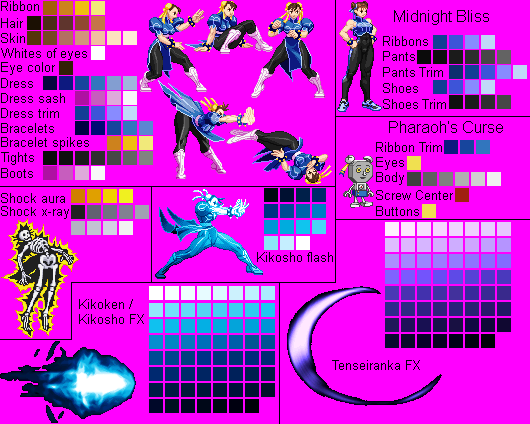 Ribbon
Hair
Skin
Whites of eyes
Eye color
Dress
Dress sash
Dress trim
Bracelets
Bracelet spikes
Tights
Boots
Midnight Bliss
Ribbons
Pants
Pants Trim
Shoes
Shoes Trim
Pharaoh's Curse
Ribbon Trim
Eyes
Body
Screw Center
Buttons
Shock aura
Shock x-ray
Kikosho flash
Kikoken /
Kikosho FX
Tenseiranka FX